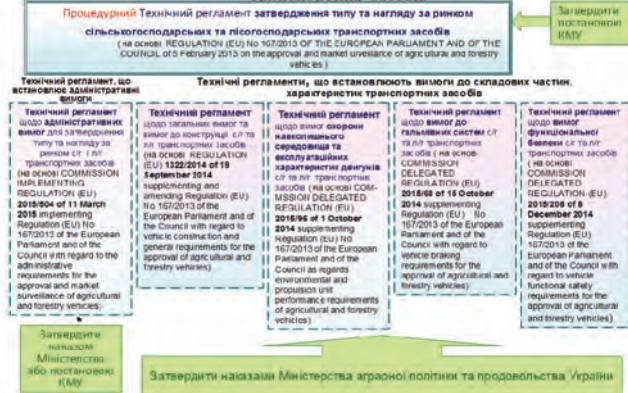 Процедурний Технічний регламент затвердження типу та нагляду за ринком
сільськогосподарських та лісогосподарських транспортних засобів
(на основі REGULATION (EU) No 167/2013 OF THE EUROPEAN PARLIAMENT AND OF THE
COUNCIL of 5 February 2013 on the approval and market urveillance of agricultural and forestry
vehicles)
Затвердити
постановою
КМУ
Технічний регламент, що
встановлює адміністративні
вимоги
Технічні регламенти, що встановлюють вимоги до складових частин,
характеристик транспортних засобів
Технічний регламент
щодо адміністративних
вимог для затвердження
типу та нагляду за
ринком с/г і л/г
транспортних засобів
(на основі COMMISSION
IMPLEMENTING
REGULATION (EU)
2015/504 of 11 March
2015 implementing
Regulation (EU) No
167/2013 of the European
Parliament and of the
Council with regard to the
administrative
requirements for the
approval and market
surveillance of agricultural
and forestry vehicles)
Технічний регламент
щодо загальних вимог та
вимог до конструкції с/г та
л/г транспортних засобів
(на основі REGULATION
(EU) 1322/2014 of 19
September 2014
supplementing and
amending Regulation (EU)
No 167/2013 of the European
Parliament and of the
Council with regard to
vehicle construction and
general requirements for the
approval of agricultural and
forestry vehicles)
Технічний регламент
щодо вимог охорони
навколишнього
середовища та
експлуатаційних
характеристик двигунів
с/г та л/г транспортних
засобів (на основі COM-
MSSION DELEGATED
REGULATION (EU)
2015/96 of 1 October
2014 supplementing
Regulation (EU) No
167/2013 of the European
Parliament and of the
Council as regards
environmental and
propulsion unit
performance requirements
of agricultural and forestry
vehicles)
Технічний регламент
щодо вимог до
гальмівних систем с/г та
л/г транспортних засобів
(на основі
COMMISSION
DELEGATED
REGULATION (EU)
2015/68 of 15 October
2014 supplementing
Regulation (EU) No
167/2013 of the European
Parliament and of the
Council with regard to
vehicle braking
requirements for the
approval of agricultural
and forestry vehicles)
Технічний регламент
щодо вимог
функціональної
безпеки с/г та л/г
транспортних засобів
(на основі
COMMISSION
DELEGATED
REGULATION (EU)
2015/208 of 8
December 2014
supplementing
Regulation (EU) No
167/2013 of the European
Parliament and of the
Council with regard to
vehicle functional safety
requirements for the
approval of agricultural
and forestry vehicles)
Затвердити
наказом
Міністерства
або постановою
КМУ
Затвердити наказами Міністерства аграрної політики та продовольства України